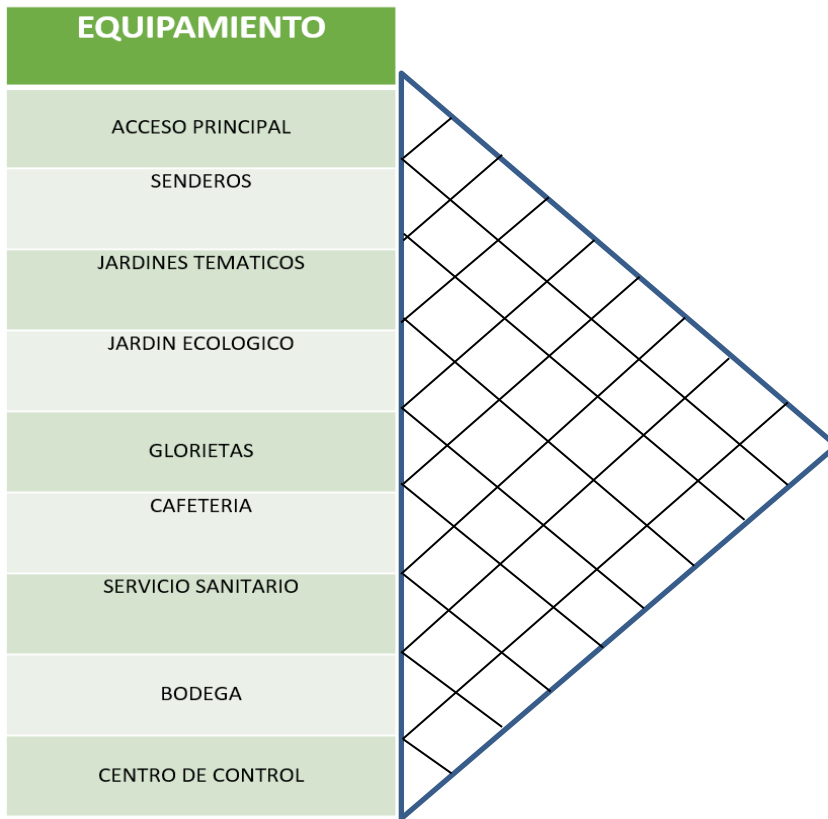 EQUIPAMIENTO
ACCESO PRINCIPAL
SENDEROS
JARDINES TEMATICOS
JARDIN ECOLOGICO
GLORIETAS
CAFETERIA
SERVICIO SANITARIO
BODEGA
CENTRO DE CONTROL